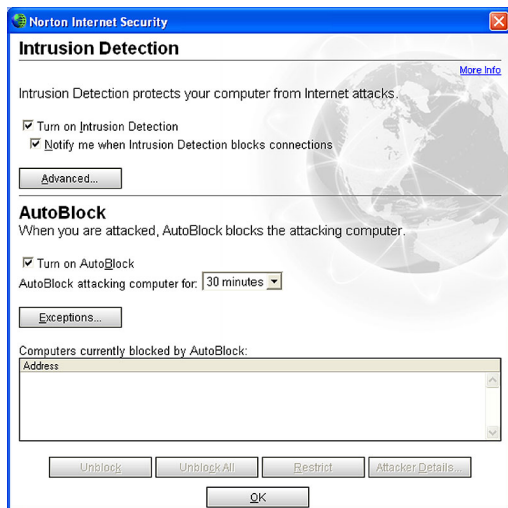 Norton Internet Security
Intrusion Detection
More Info
Intrusion Detection protects your computer from Internet attacks.
Turn on Intrusion Detection
Notify me when Intrusion Detection blocks connections
Advanced...
AutoBlock
When you are attacked, AutoBlock blocks the attacking computer.
Turn on AutoBlock
AutoBlock attacking computer for: 30 minutes
Exceptions...
Computers currently blocked by AutoBlock:
Address
Unblock Unblock All Restrict Attacker Details...
OK